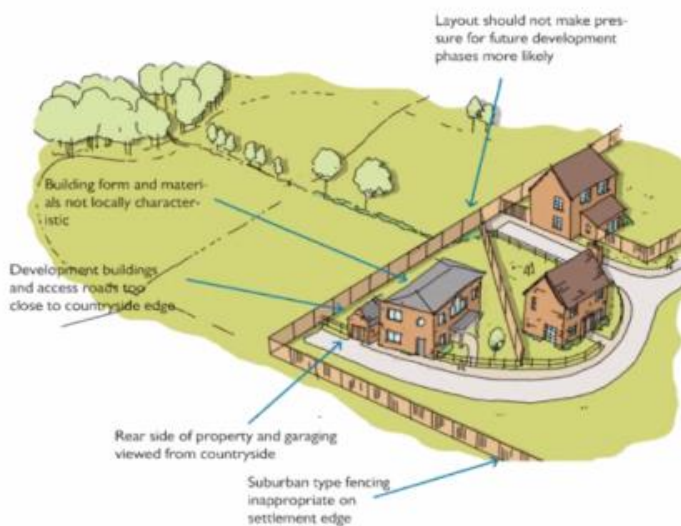 Layout should not make pres-
sure for future development
phases more likely
Building form and materi-
als not locally character-
istic
Development buildings
and access roads too
close to countryside edge
Rear side of property and garaging
viewed from countryside
Suburban type fencing
inappropriate on
settlement edge